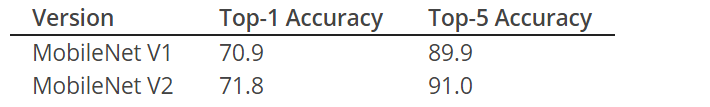 Version Top-1 Accuracy Top-5 Accuracy
MobileNet V1 70.9 89.9
MobileNet V2 71.8 91.0